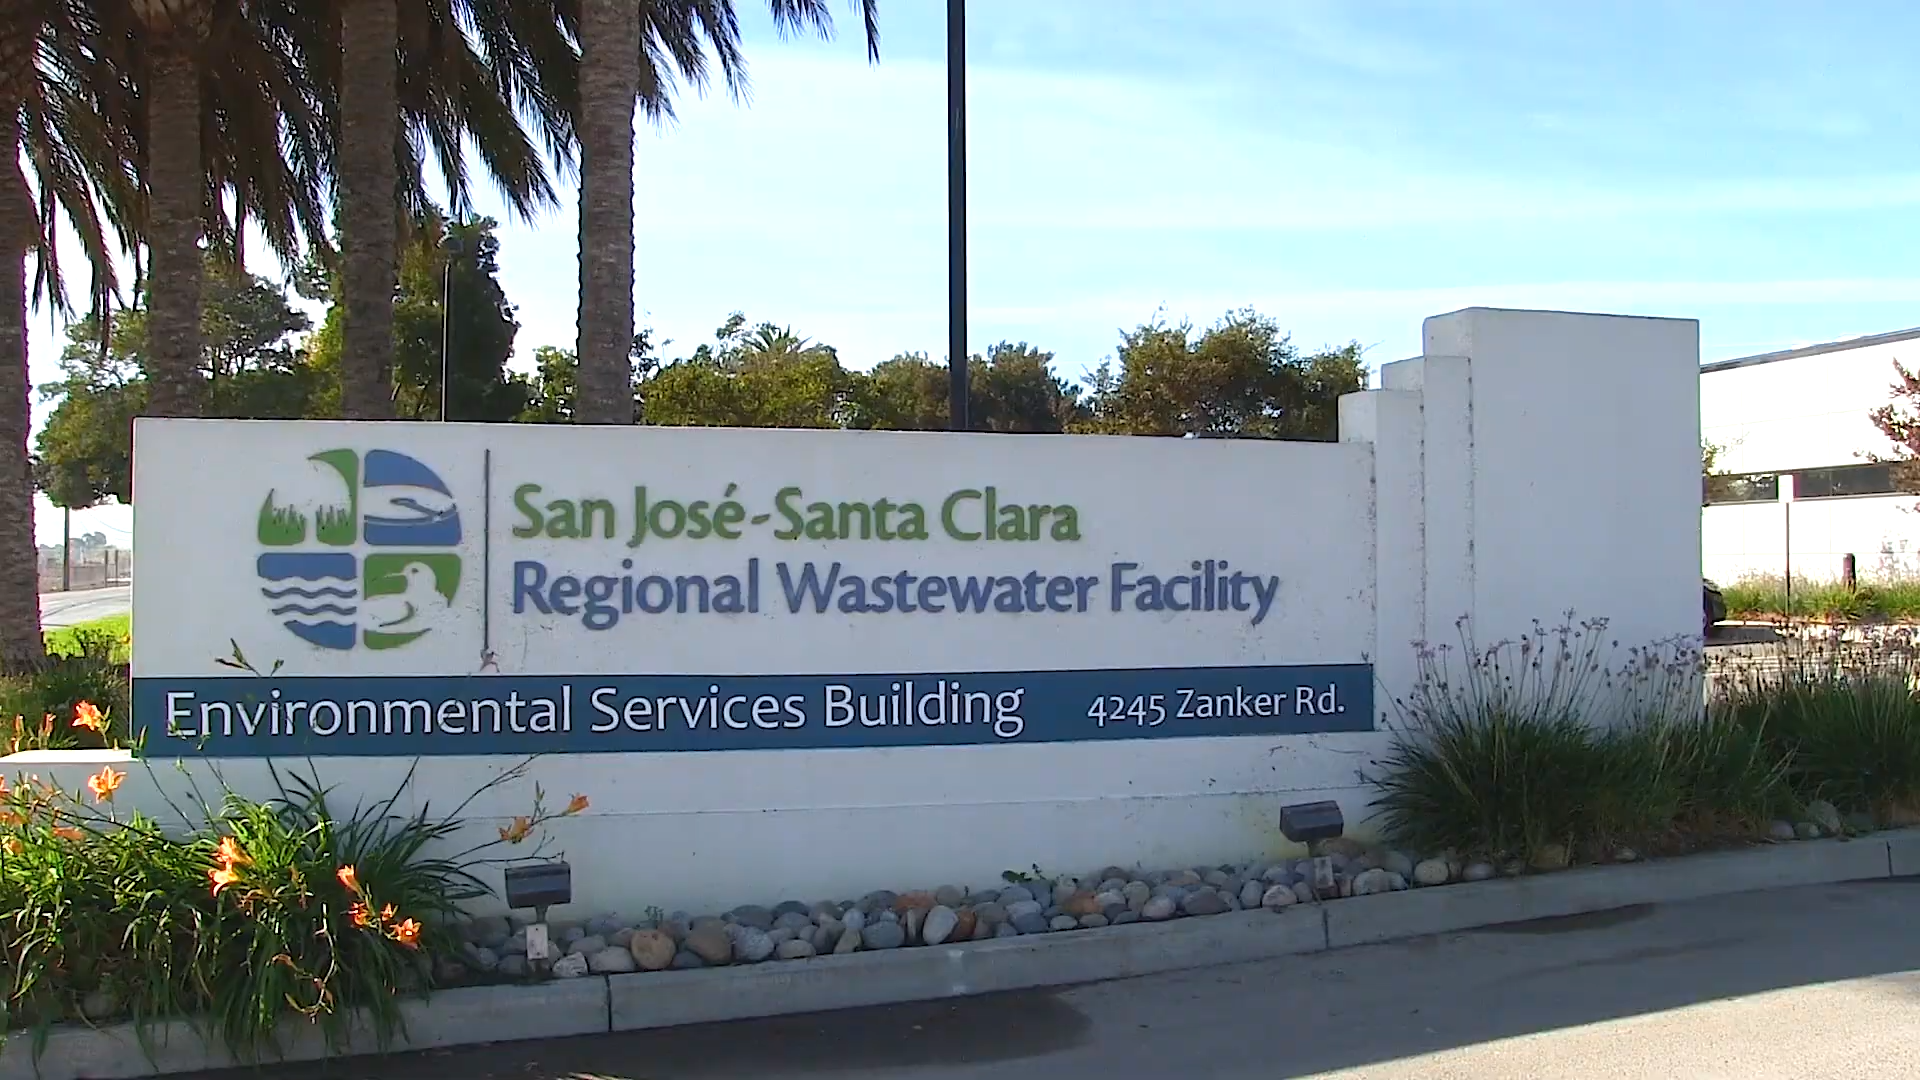 San José-Santa Clara
Regional Wastewater Facility
Environmental Services Building 4245 Zanker Rd.